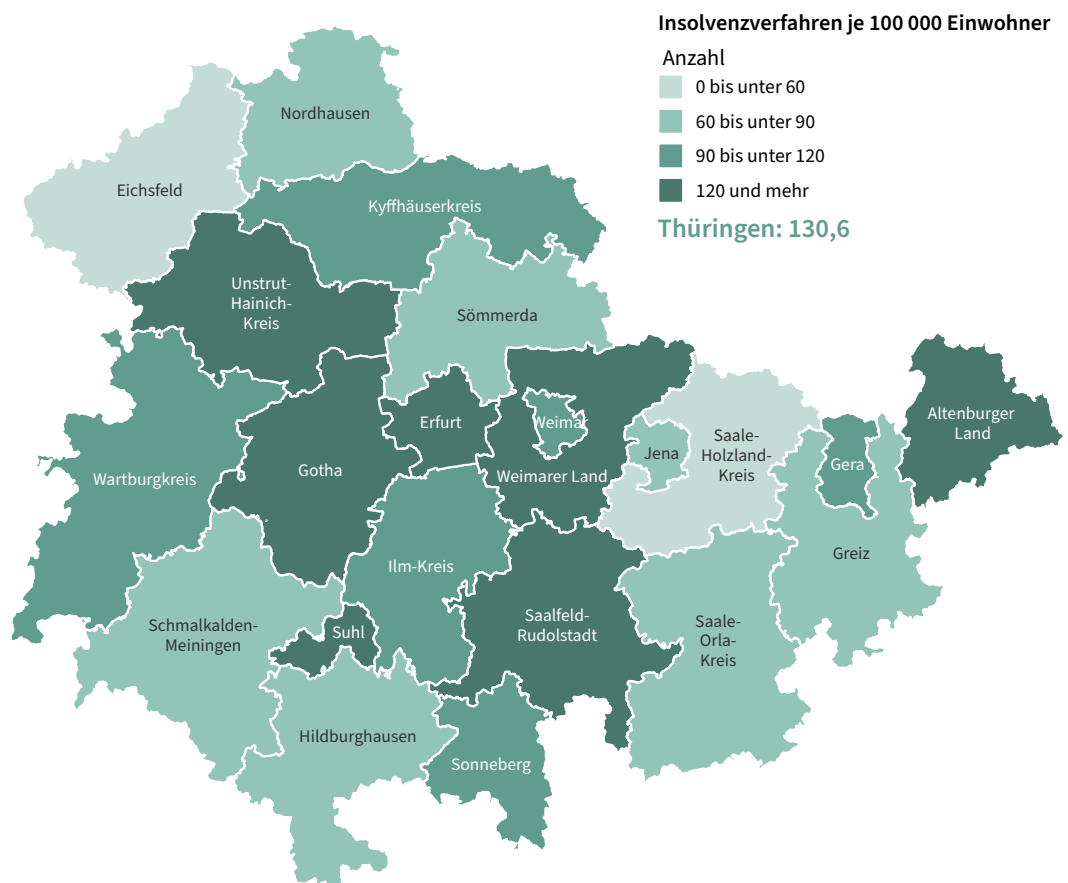 Insolvenzverfahren je 100 000 Einwohner
Anzahl
0 bis unter 60
60 bis unter 90
90 bis unter 120
120 und mehr
Thüringen: 130,6
Nordhausen
Eichsfeld
Kyffhäuserkreis
Unstrut-
Hainich-
Kreis
Sömmerda
Altenburger
Land
Erfurt
Weimar
Jena
Saale-
Holzland-
Kreis
Gera
Gotha
Wartburgkreis
Weimarer Land
Greiz
Ilm-Kreis
Schmalkalden-
Meiningen
Suhl
Saalfeld-
Rudolstadt
Saale-
Orla-
Kreis
Hildburghausen
Sonneberg